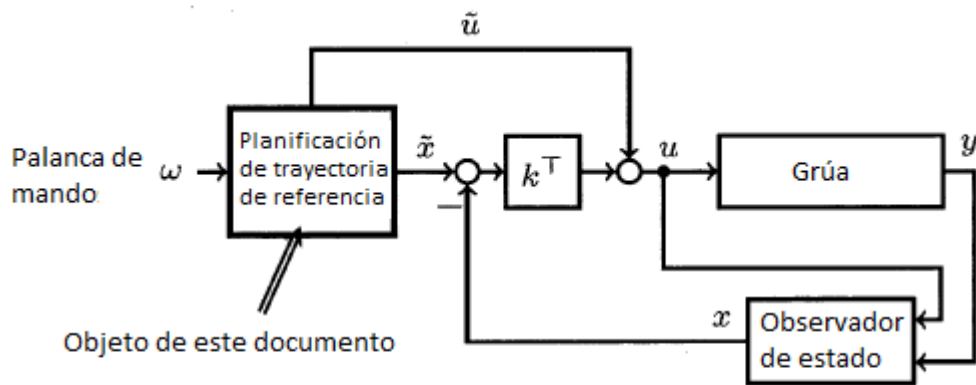 ũ
Palanca de
mando
ω
Planificación
de trayectoria
de referencia
x̃
−
k⊤
u
Grúa
y
Objeto de este documento
x
Observador
de estado